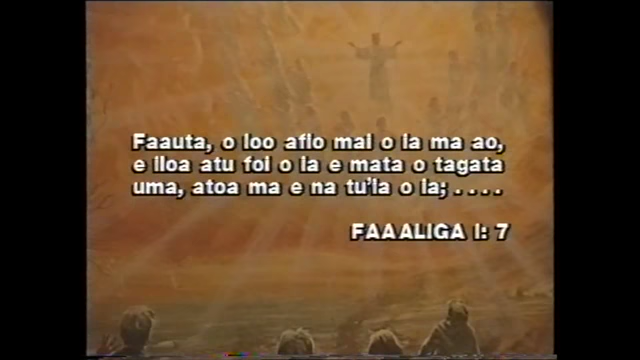 Faauta, o loo afio mai o ia ma ao,
e iloa atu foi o ia e mata o tagata
uma, atoa ma e na tu'ia o ia; . . . .
FAAALIGA I: 7